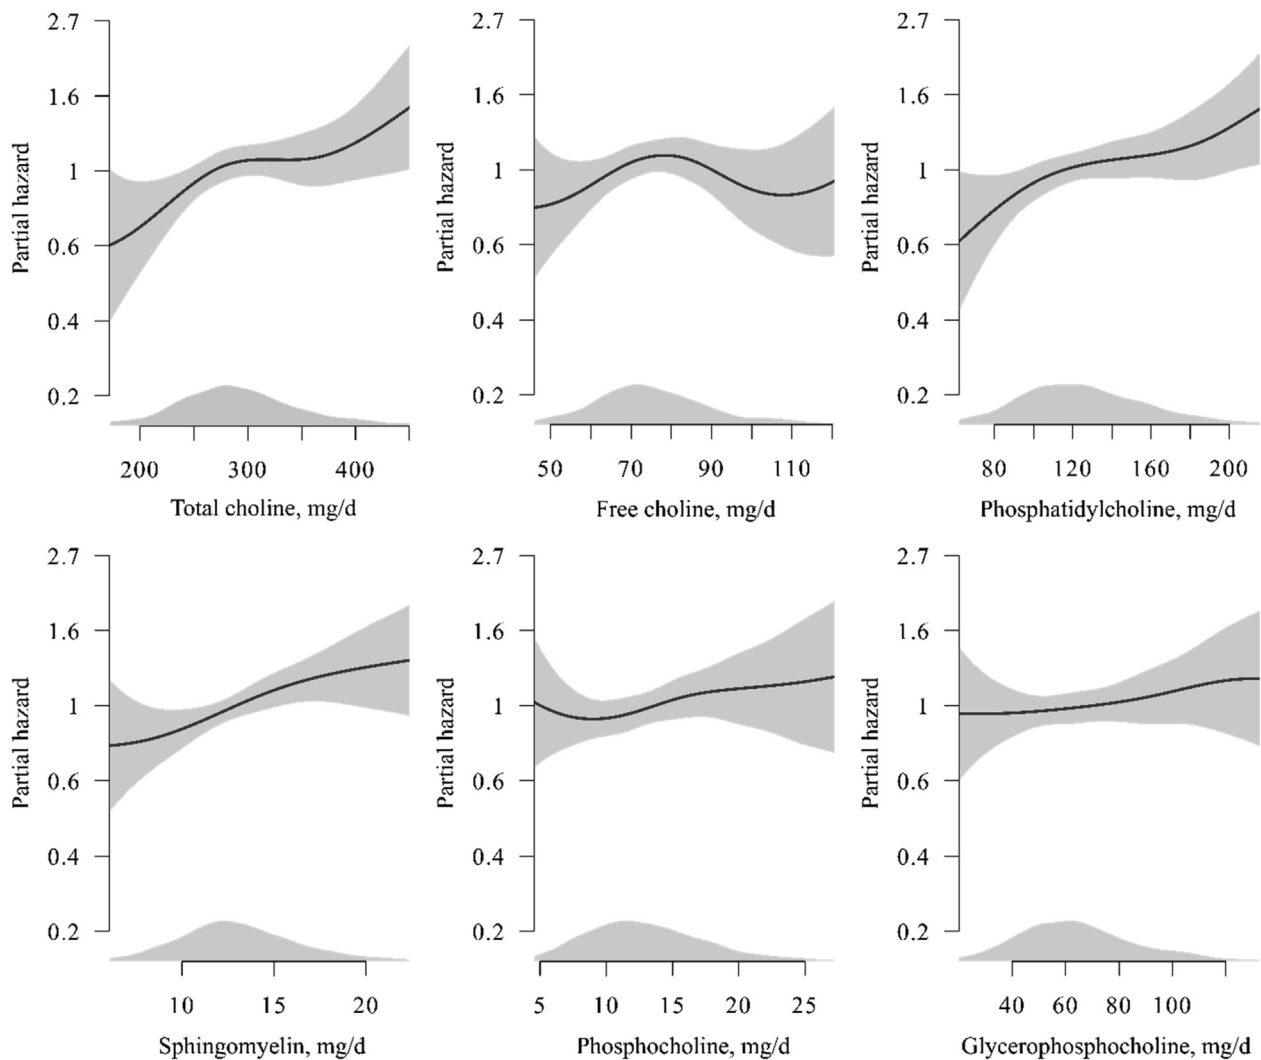 2.7
1.6
1
0.6
0.4
0.2
Partial hazard
200 300 400
Total choline, mg/d
2.7
1.6
1
0.6
0.4
0.2
Partial hazard
50 70 90 110
Free choline, mg/d
2.7
1.6
1
0.6
0.4
0.2
Partial hazard
80 120 160 200
Phosphatidylcholine, mg/d
2.7
1.6
1
0.6
0.4
0.2
Partial hazard
10 15 20
Sphingomyelin, mg/d
2.7
1.6
1
0.6
0.4
0.2
Partial hazard
5 10 15 20 25
Phosphocholine, mg/d
2.7
1.6
1
0.6
0.4
0.2
Partial hazard
40 60 80 100
Glycerophosphocholine, mg/d